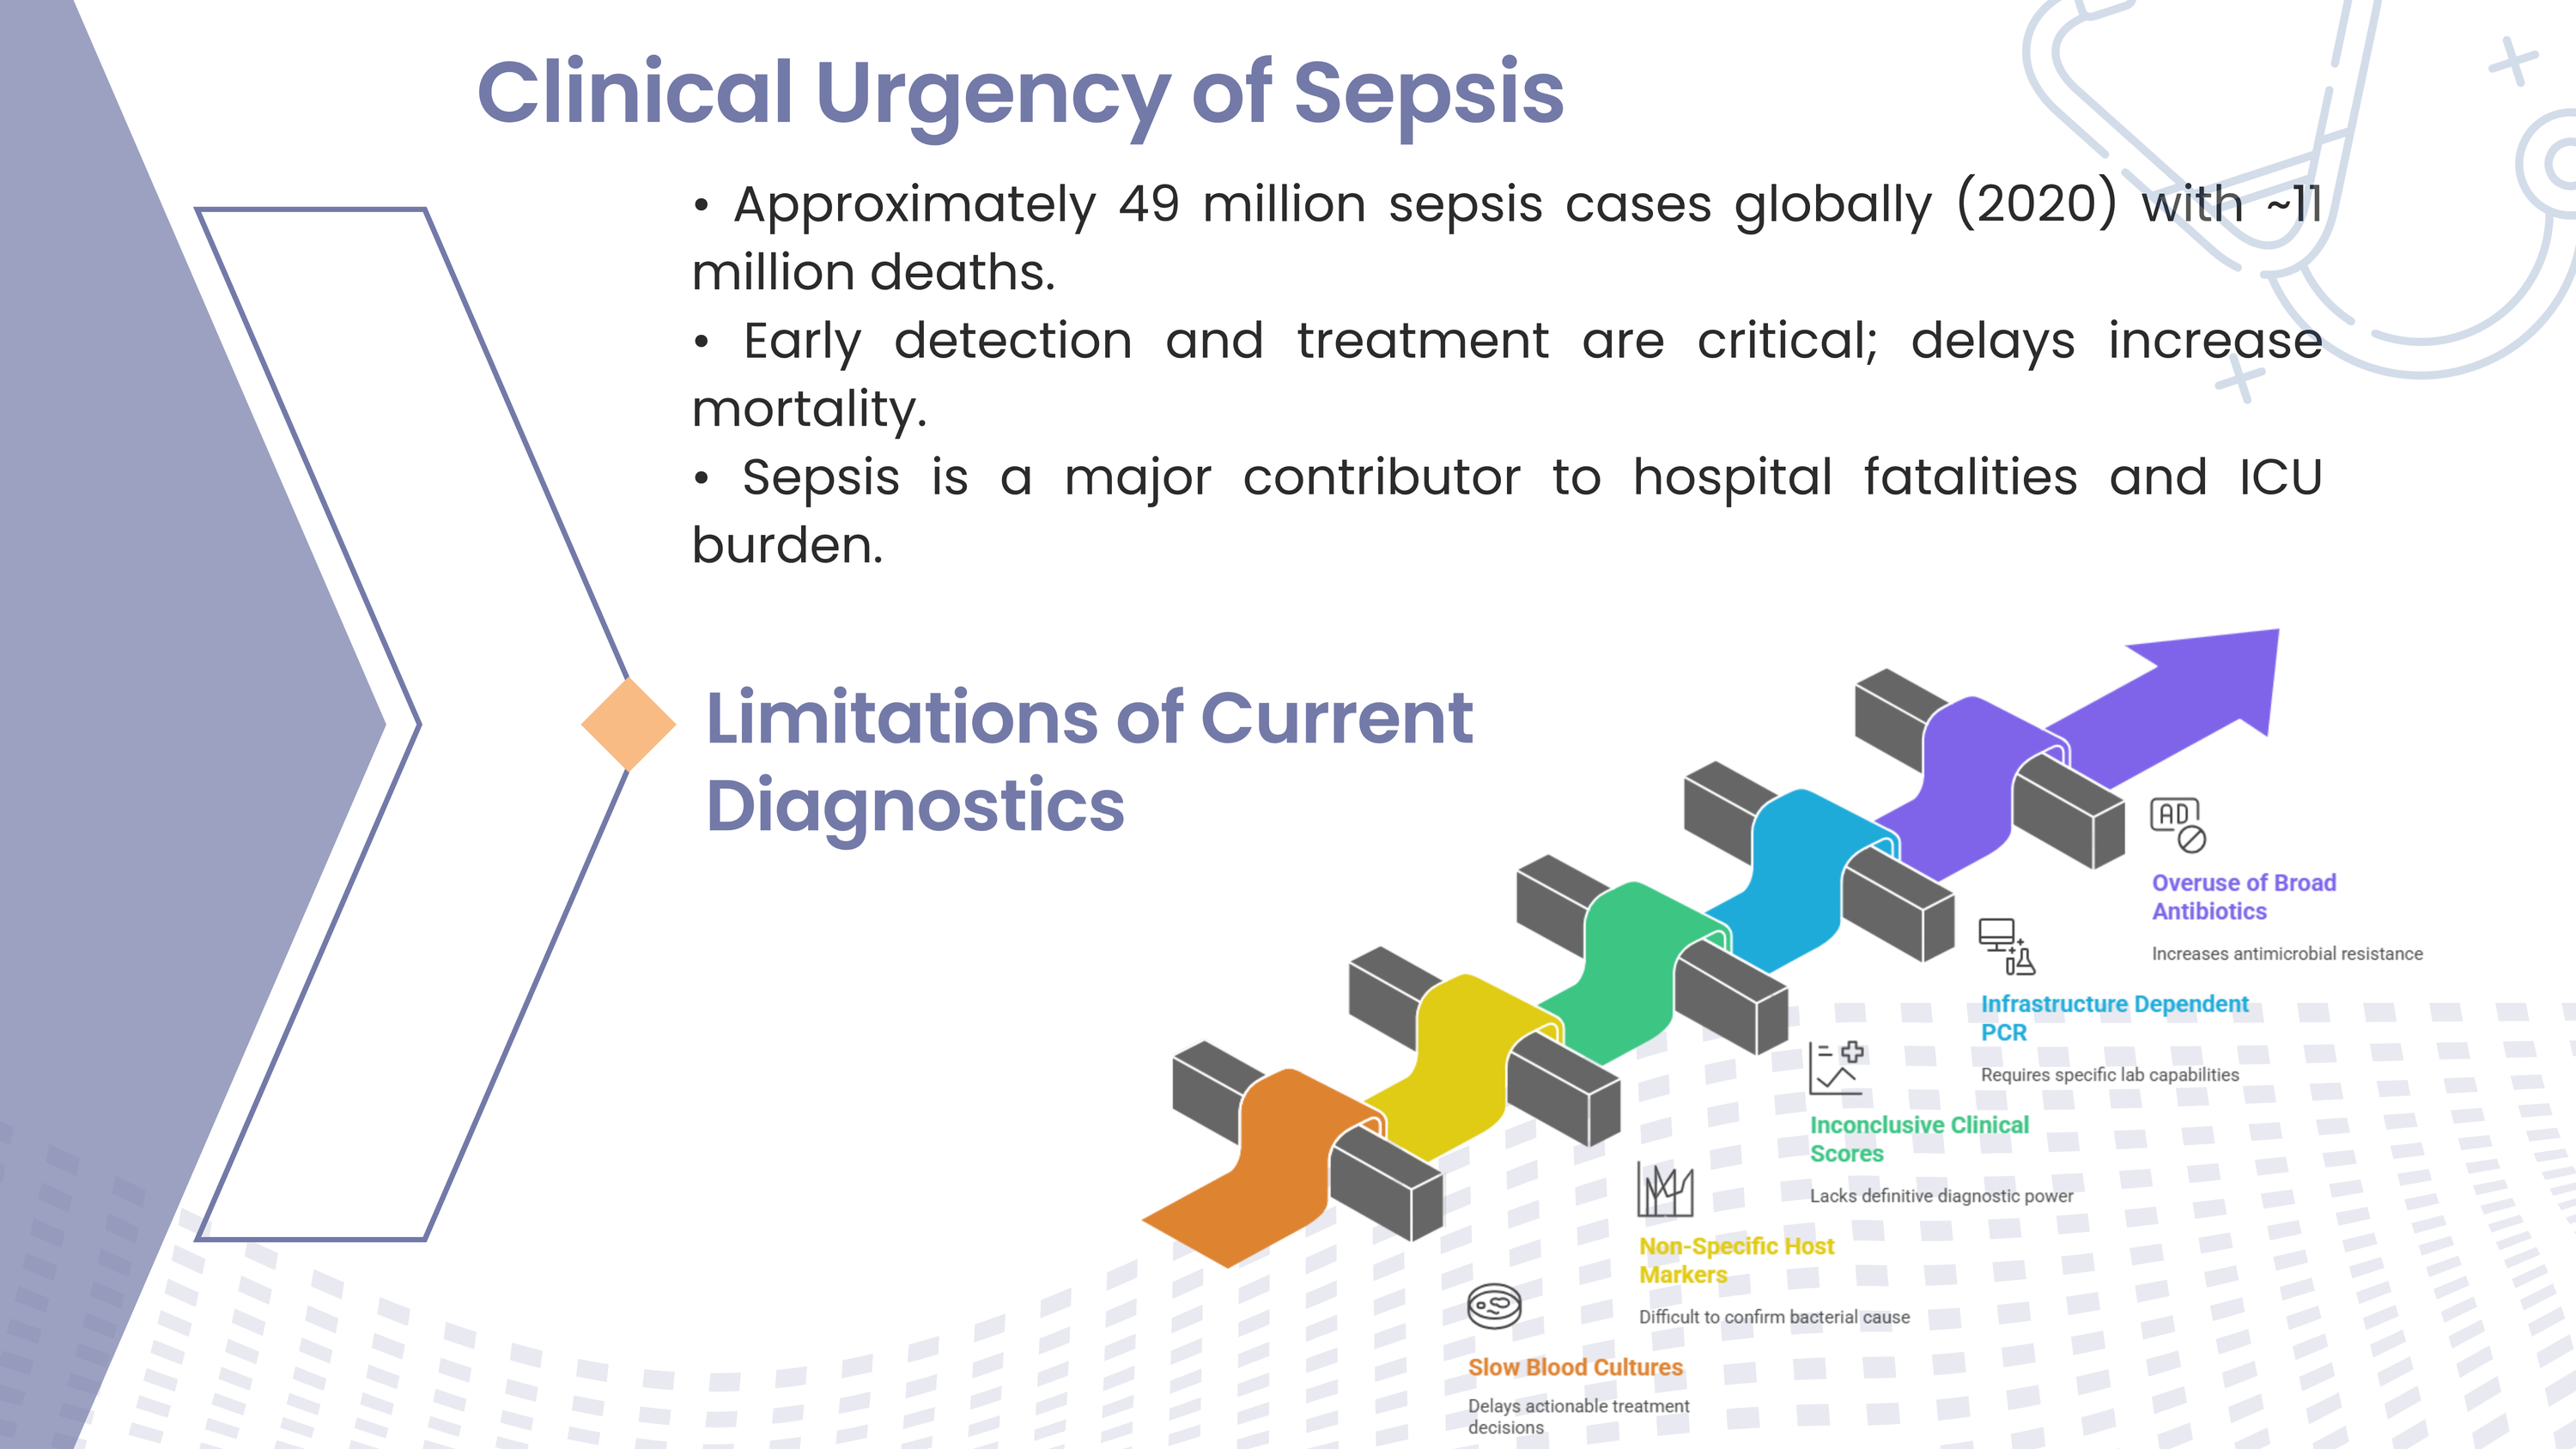 Clinical Urgency of Sepsis
• Approximately 49 million sepsis cases globally (2020) with ~11
million deaths.
• Early detection and treatment are critical; delays increase
mortality.
• Sepsis is a major contributor to hospital fatalities and ICU
burden.
Limitations of Current
Diagnostics
AD
Overuse of Broad
Antibiotics
Increases antimicrobial resistance
Infrastructure Dependent
PCR
Requires specific lab capabilities
Inconclusive Clinical
Scores
Lacks definitive diagnostic power
Non-Specific Host
Markers
Difficult to confirm bacterial cause
Slow Blood Cultures
Delays actionable treatment
decisions